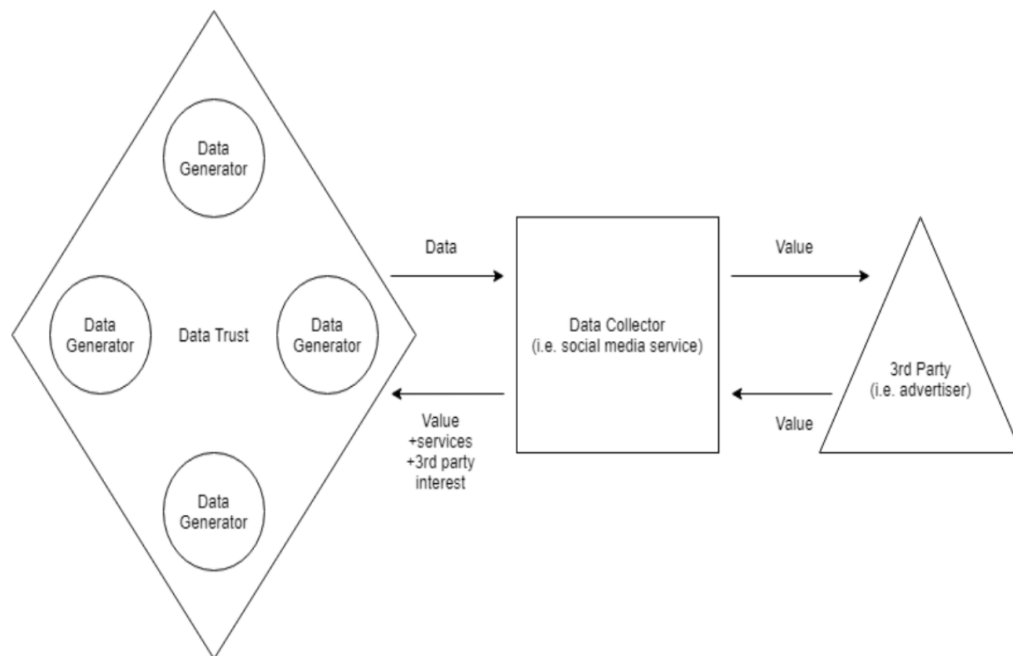 Data
Generator
Data
Generator
Data Trust
Data
Generator
Data
Generator
Data
Value
+services
+3rd party
interest
Data Collector
(i.e. social media service)
Value
Value
3rd Party
(i.e. advertiser)